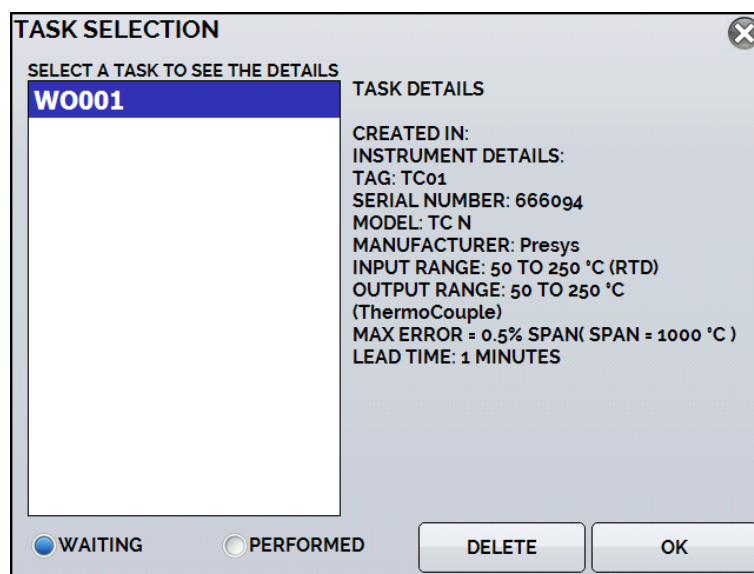 TASK SELECTION
SELECT A TASK TO SEE THE DETAILS
WO001
TASK DETAILS
CREATED IN:
INSTRUMENT DETAILS:
TAG: TC01
SERIAL NUMBER: 666094
MODEL: TC N
MANUFACTURER: Presys
INPUT RANGE: 50 TO 250 °C (RTD)
OUTPUT RANGE: 50 TO 250 °C
(ThermoCouple)
MAX ERROR = 0.5% SPAN( SPAN = 1000 °C )
LEAD TIME: 1 MINUTES
WAITING
PERFORMED
DELETE
OK